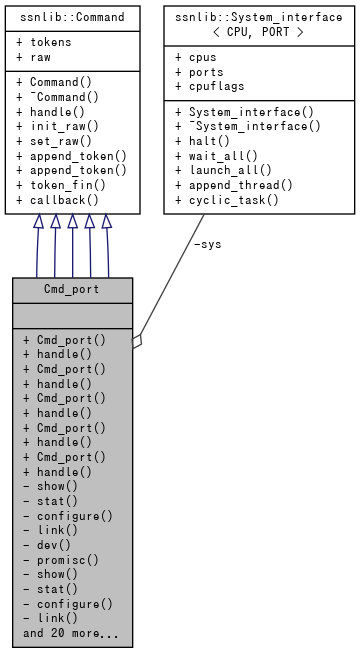 ssnlib::Command
+ tokens
+ raw
+ Command()
+ ~Command()
+ handle()
+ init_raw()
+ set_raw()
+ append_token()
+ append_token()
+ token_fin()
+ callback()
ssnlib::System_interface
< CPU, PORT >
+ cpus
+ ports
+ cpuflags
+ System_interface()
+ ~System_interface()
+ halt()
+ wait_all()
+ launch_all()
+ append_thread()
+ cyclic_task()
-sys
Cmd_port
+ Cmd_port()
+ handle()
+ Cmd_port()
+ handle()
+ Cmd_port()
+ handle()
+ Cmd_port()
+ handle()
+ Cmd_port()
+ handle()
- show()
- stat()
- configure()
- link()
- dev()
- promisc()
- show()
- stat()
- configure()
- link()
and 20 more...